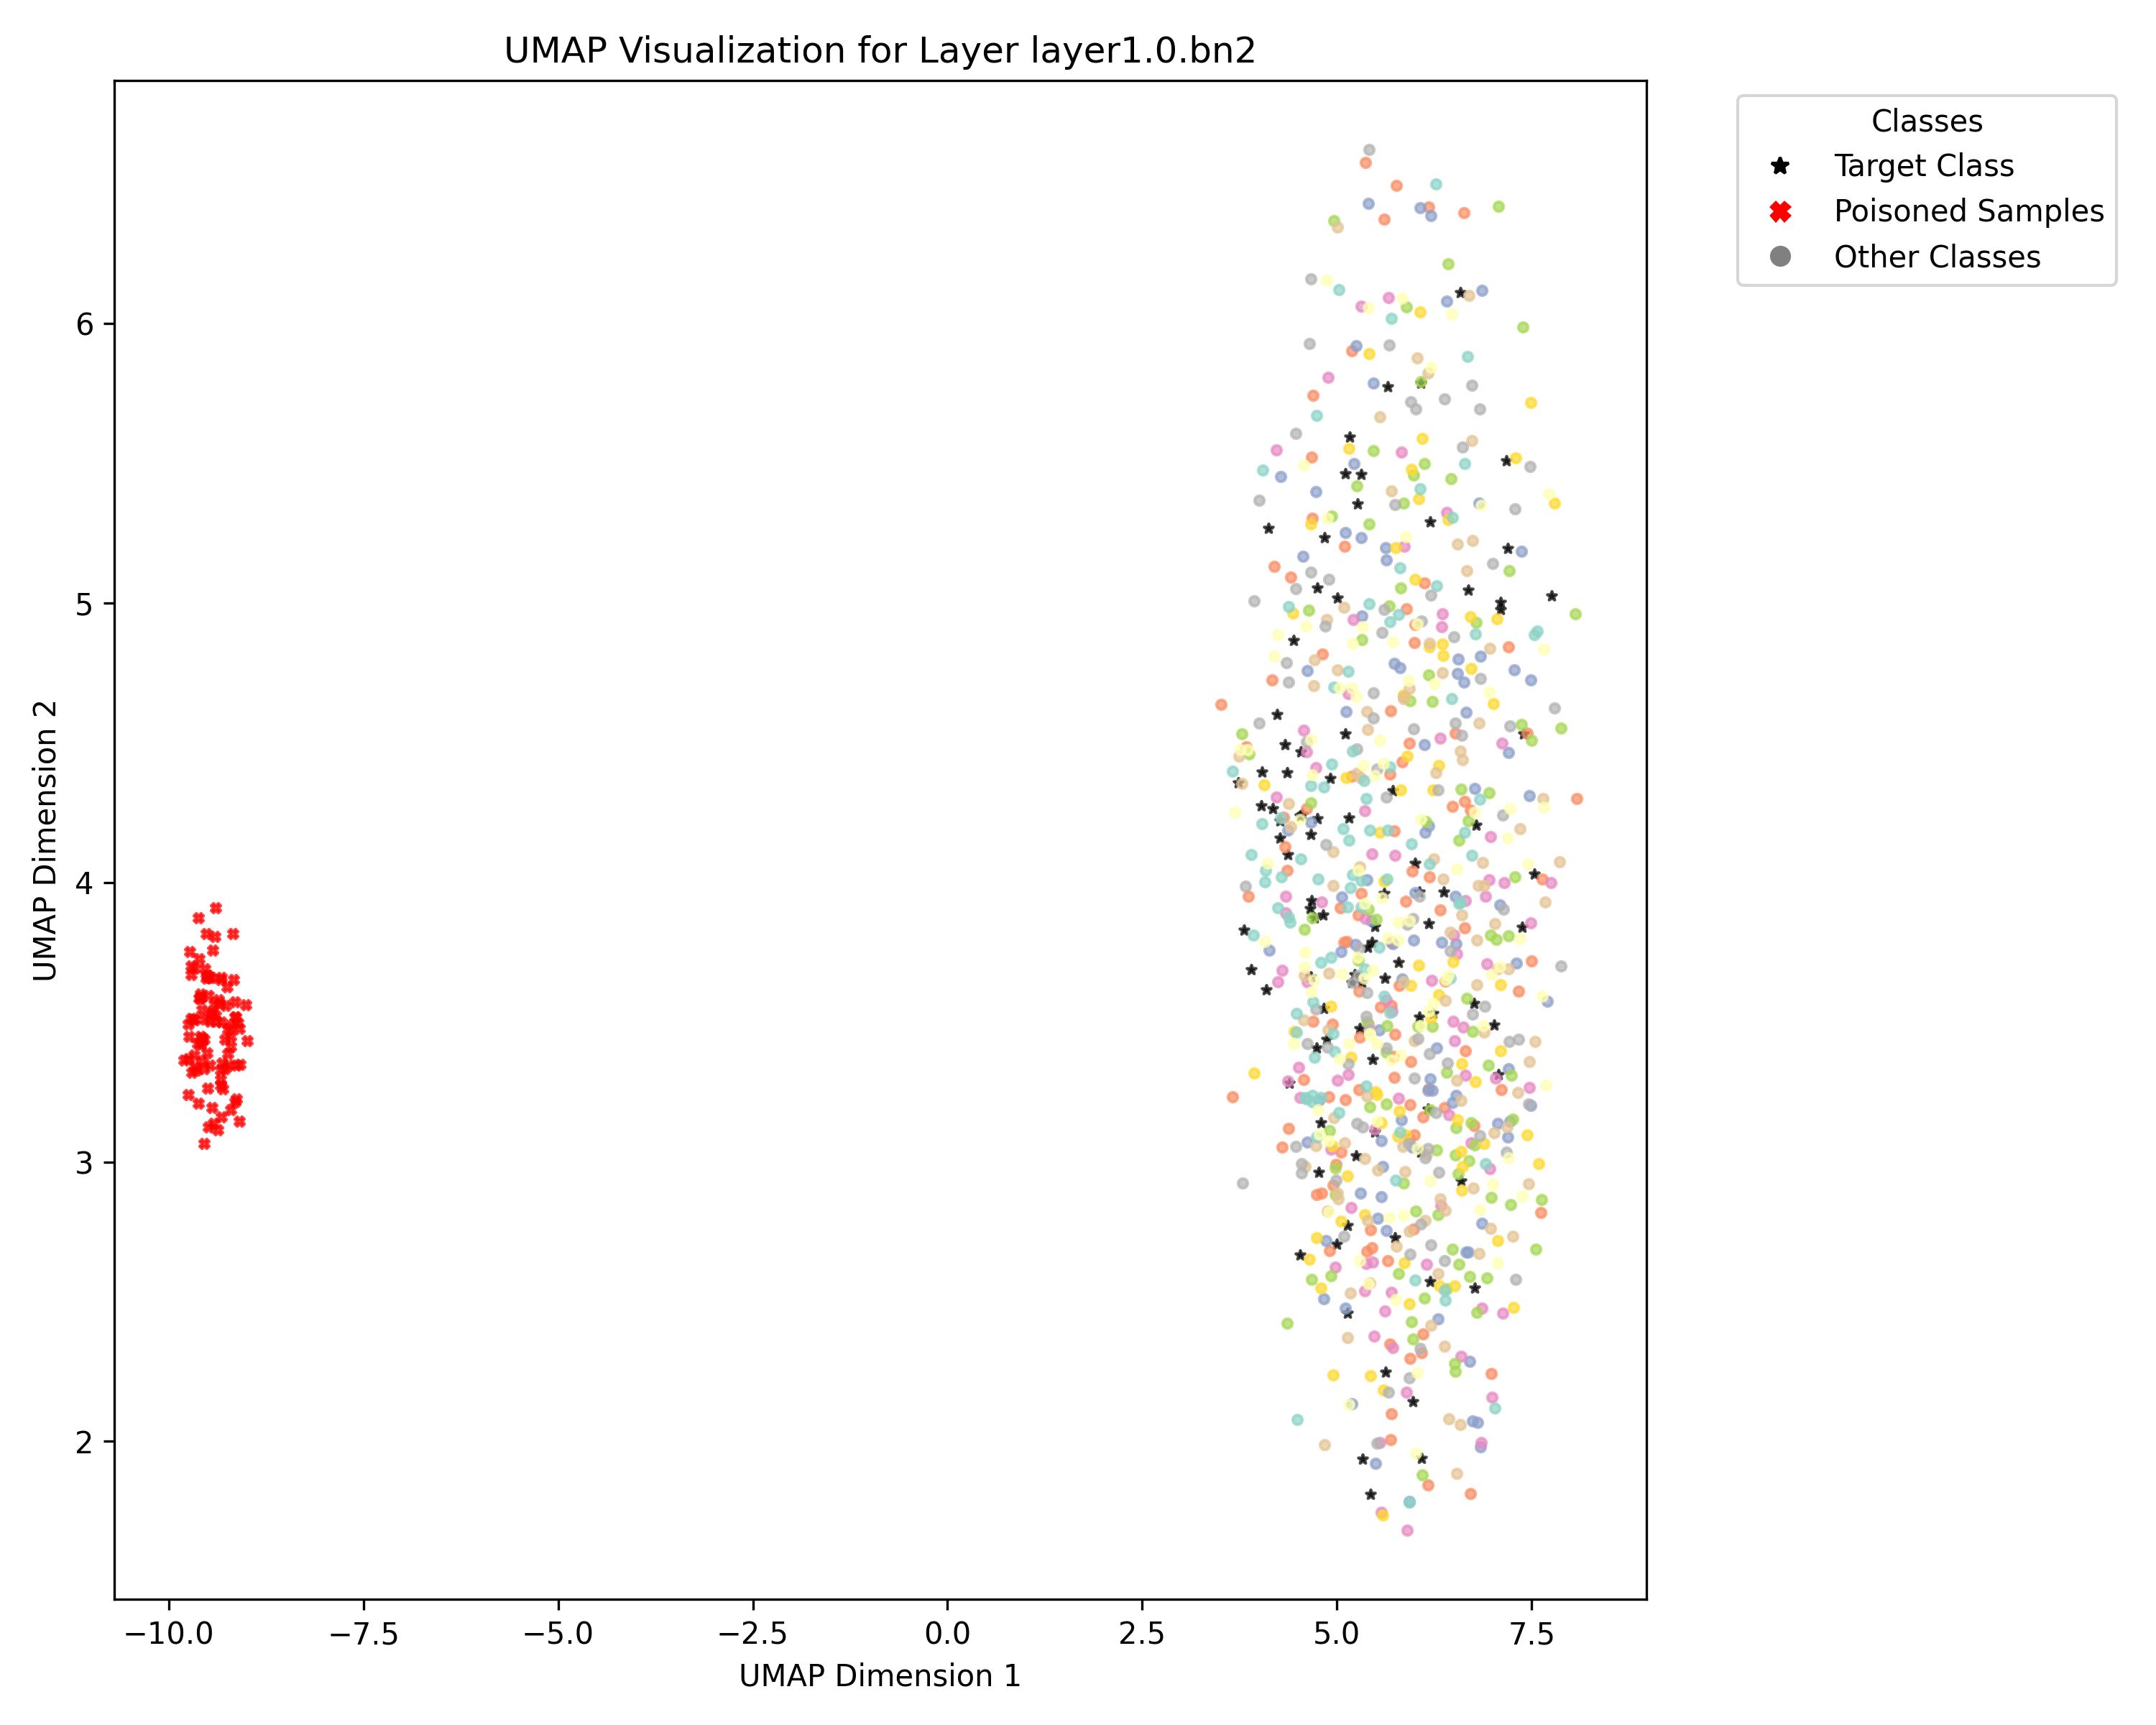 UMAP Visualization for Layer layer1.0.bn2
Classes
Target Class
Poisoned Samples
Other Classes
UMAP Dimension 2
6
5
4
3
2
−10.0
−7.5
−5.0
−2.5
0.0
2.5
5.0
7.5
UMAP Dimension 1